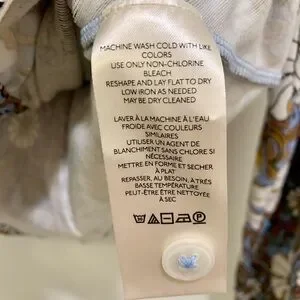 MACHINE WASH COLD WITH LIKE
COLORS
USE ONLY NON-CHLORINE
BLEACH
RESHAPE AND LAY FLAT TO DRY
LOW IRON AS NEEDED
MAY BE DRY CLEANED
LAVER À LA MACHINE À L'EAU
FROIDE AVEC COULEURS
SIMILAIRES
UTILISER UN AGENT DE
BLANCHIMENT SANS CHLORE SI
NÉCESSAIRE
METTRE EN FORME ET SECHER
À PLAT
REPASSER, AU BESOIN, À TRÉS
BASSE TEMPÉRATURE
PEUT-ÊTRE ÊTRE NETTOYÉE
À SEC